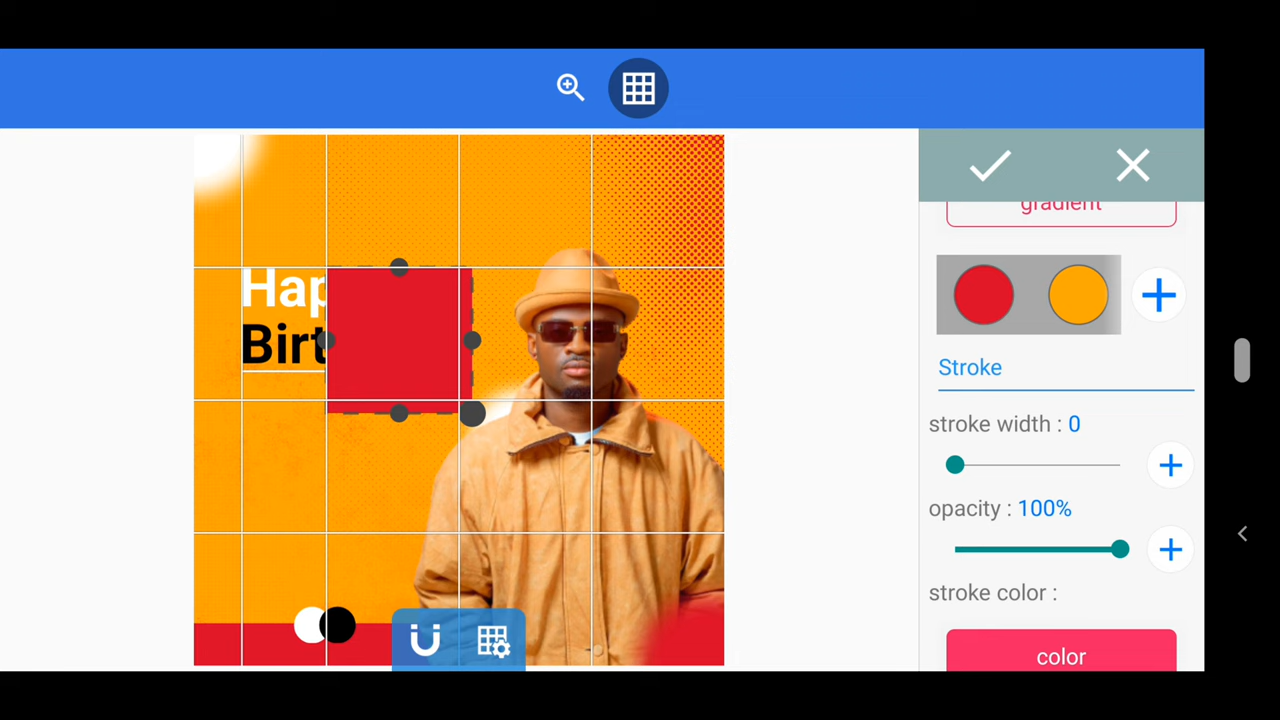 gradient
Hap
Birt
Stroke
stroke width : 0
opacity : 100%
stroke color :
color